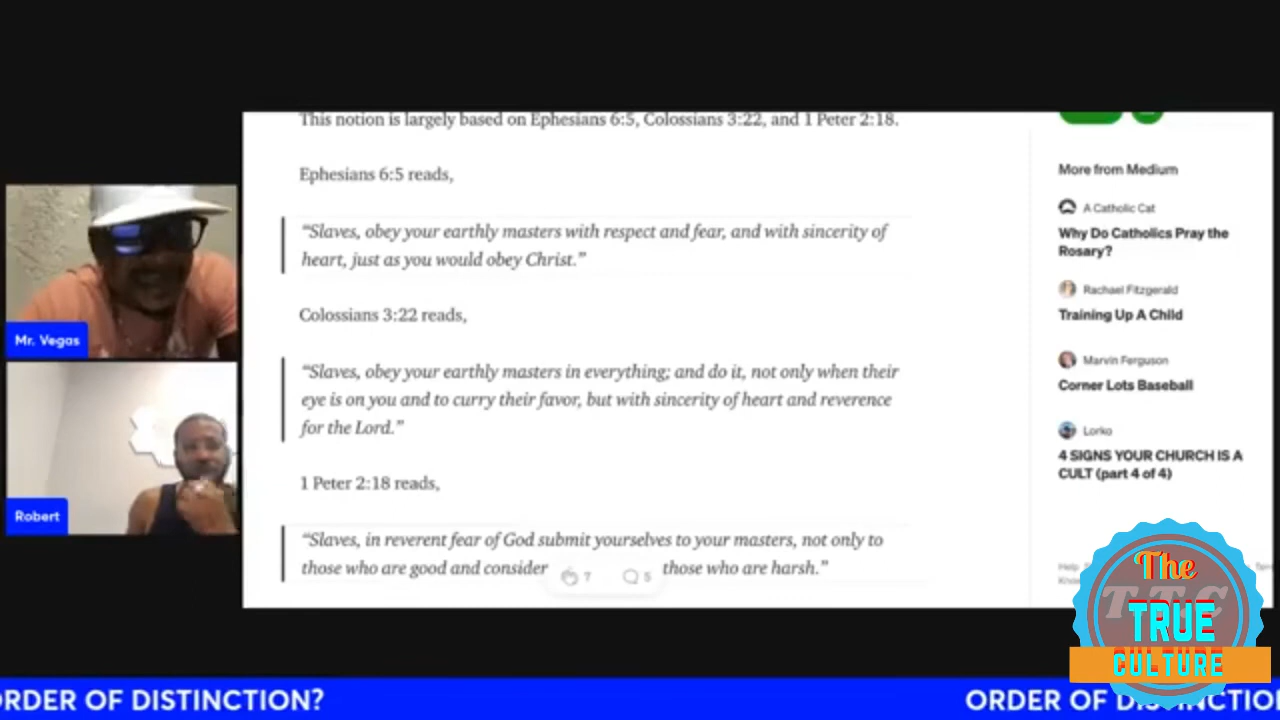 This notion is largely based on Ephesians 6:5, Colossians 3:22, and 1 Peter 2:18.
Ephesians 6:5 reads,
“Slaves, obey your earthly masters with respect and fear, and with sincerity of
heart, just as you would obey Christ.”
Colossians 3:22 reads,
“Slaves, obey your earthly masters in everything; and do it, not only when their
eye is on you and to curry their favor, but with sincerity of heart and reverence
for the Lord.”
1 Peter 2:18 reads,
“Slaves, in reverent fear of God submit yourselves to your masters, not only to
those who are good and consider those who are harsh.”
7 5
More from Medium
A Catholic Cat
Why Do Catholics Pray the
Rosary?
Rachael Fitzgerald
Training Up A Child
Marvin Ferguson
Corner Lots Baseball
Lorko
4 SIGNS YOUR CHURCH IS A
CULT (part 4 of 4)
Help
Mr. Vegas
Robert
The
T.T.C
TRUE
CULTURE
ORDER OF DISTINCTION? ORDER OF